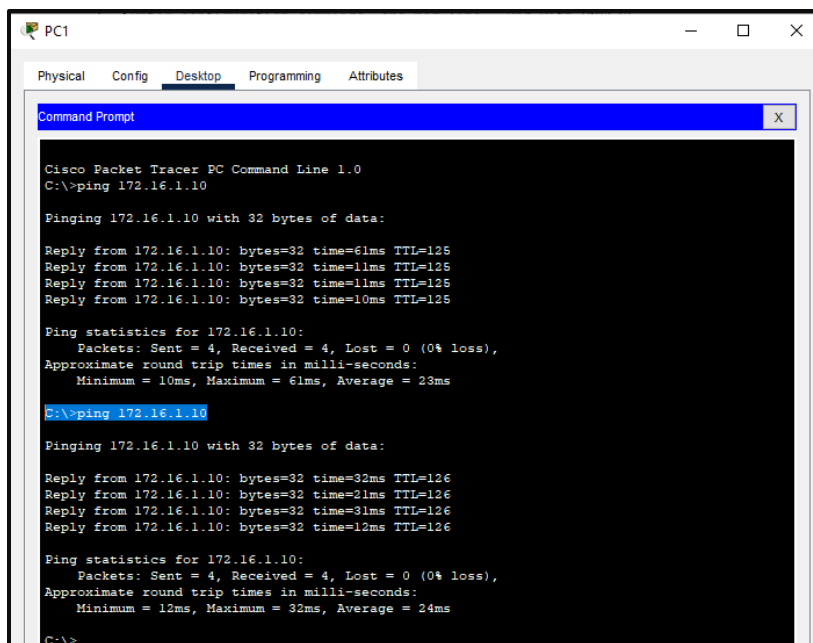 PC1
Physical Config Desktop Programming Attributes
Command Prompt
X
Cisco Packet Tracer PC Command Line 1.0
C:\>ping 172.16.1.10
Pinging 172.16.1.10 with 32 bytes of data:
Reply from 172.16.1.10: bytes=32 time=61ms TTL=125
Reply from 172.16.1.10: bytes=32 time=11ms TTL=125
Reply from 172.16.1.10: bytes=32 time=11ms TTL=125
Reply from 172.16.1.10: bytes=32 time=10ms TTL=125
Ping statistics for 172.16.1.10:
Packets: Sent = 4, Received = 4, Lost = 0 (0% loss),
Approximate round trip times in milli-seconds:
Minimum = 10ms, Maximum = 61ms, Average = 23ms
C:\>ping 172.16.1.10
Pinging 172.16.1.10 with 32 bytes of data:
Reply from 172.16.1.10: bytes=32 time=32ms TTL=126
Reply from 172.16.1.10: bytes=32 time=21ms TTL=126
Reply from 172.16.1.10: bytes=32 time=31ms TTL=126
Reply from 172.16.1.10: bytes=32 time=12ms TTL=126
Ping statistics for 172.16.1.10:
Packets: Sent = 4, Received = 4, Lost = 0 (0% loss),
Approximate round trip times in milli-seconds:
Minimum = 12ms, Maximum = 32ms, Average = 24ms
C:\>